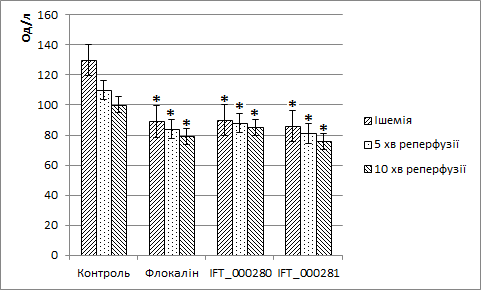 Од/л
160
140
120
100
80
60
40
20
0
* * *
* * *
* * *
Контроль Флокалін IFT_000280 IFT_000281
Ішемія
5 хв реперфузії
10 хв реперфузії